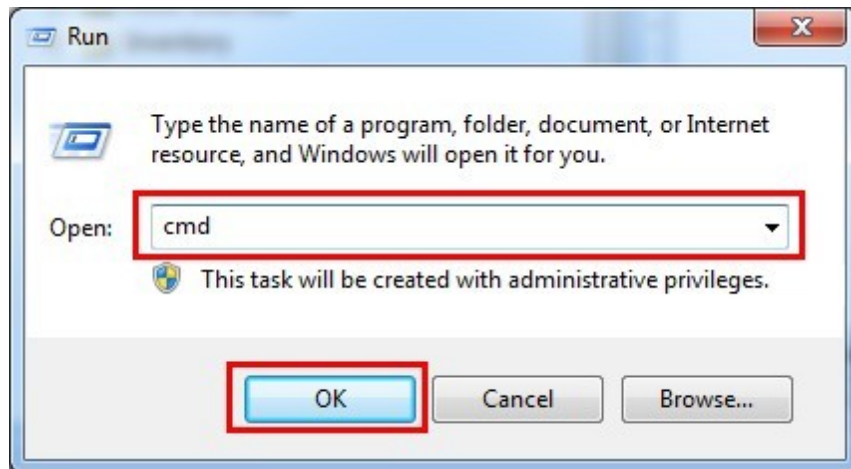 Run
Type the name of a program, folder, document, or Internet
resource, and Windows will open it for you.
Open:
cmd
This task will be created with administrative privileges.
OK
Cancel
Browse...